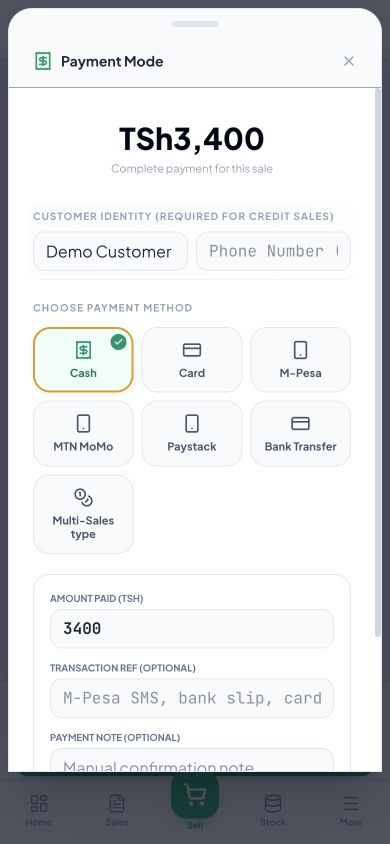 Payment Mode
TSh3,400
Complete payment for this sale
CUSTOMER IDENTITY (REQUIRED FOR CREDIT SALES)
Demo Customer
Phone Number (
CHOOSE PAYMENT METHOD
Cash
Card
M-Pesa
MTN MoMo
Paystack
Bank Transfer
Multi-Sales
type
AMOUNT PAID (TSH)
3400
TRANSACTION REF (OPTIONAL)
M-Pesa SMS, bank slip, card
PAYMENT NOTE (OPTIONAL)
Manual confirmation note
Home
Sales
Sell
Stock
More